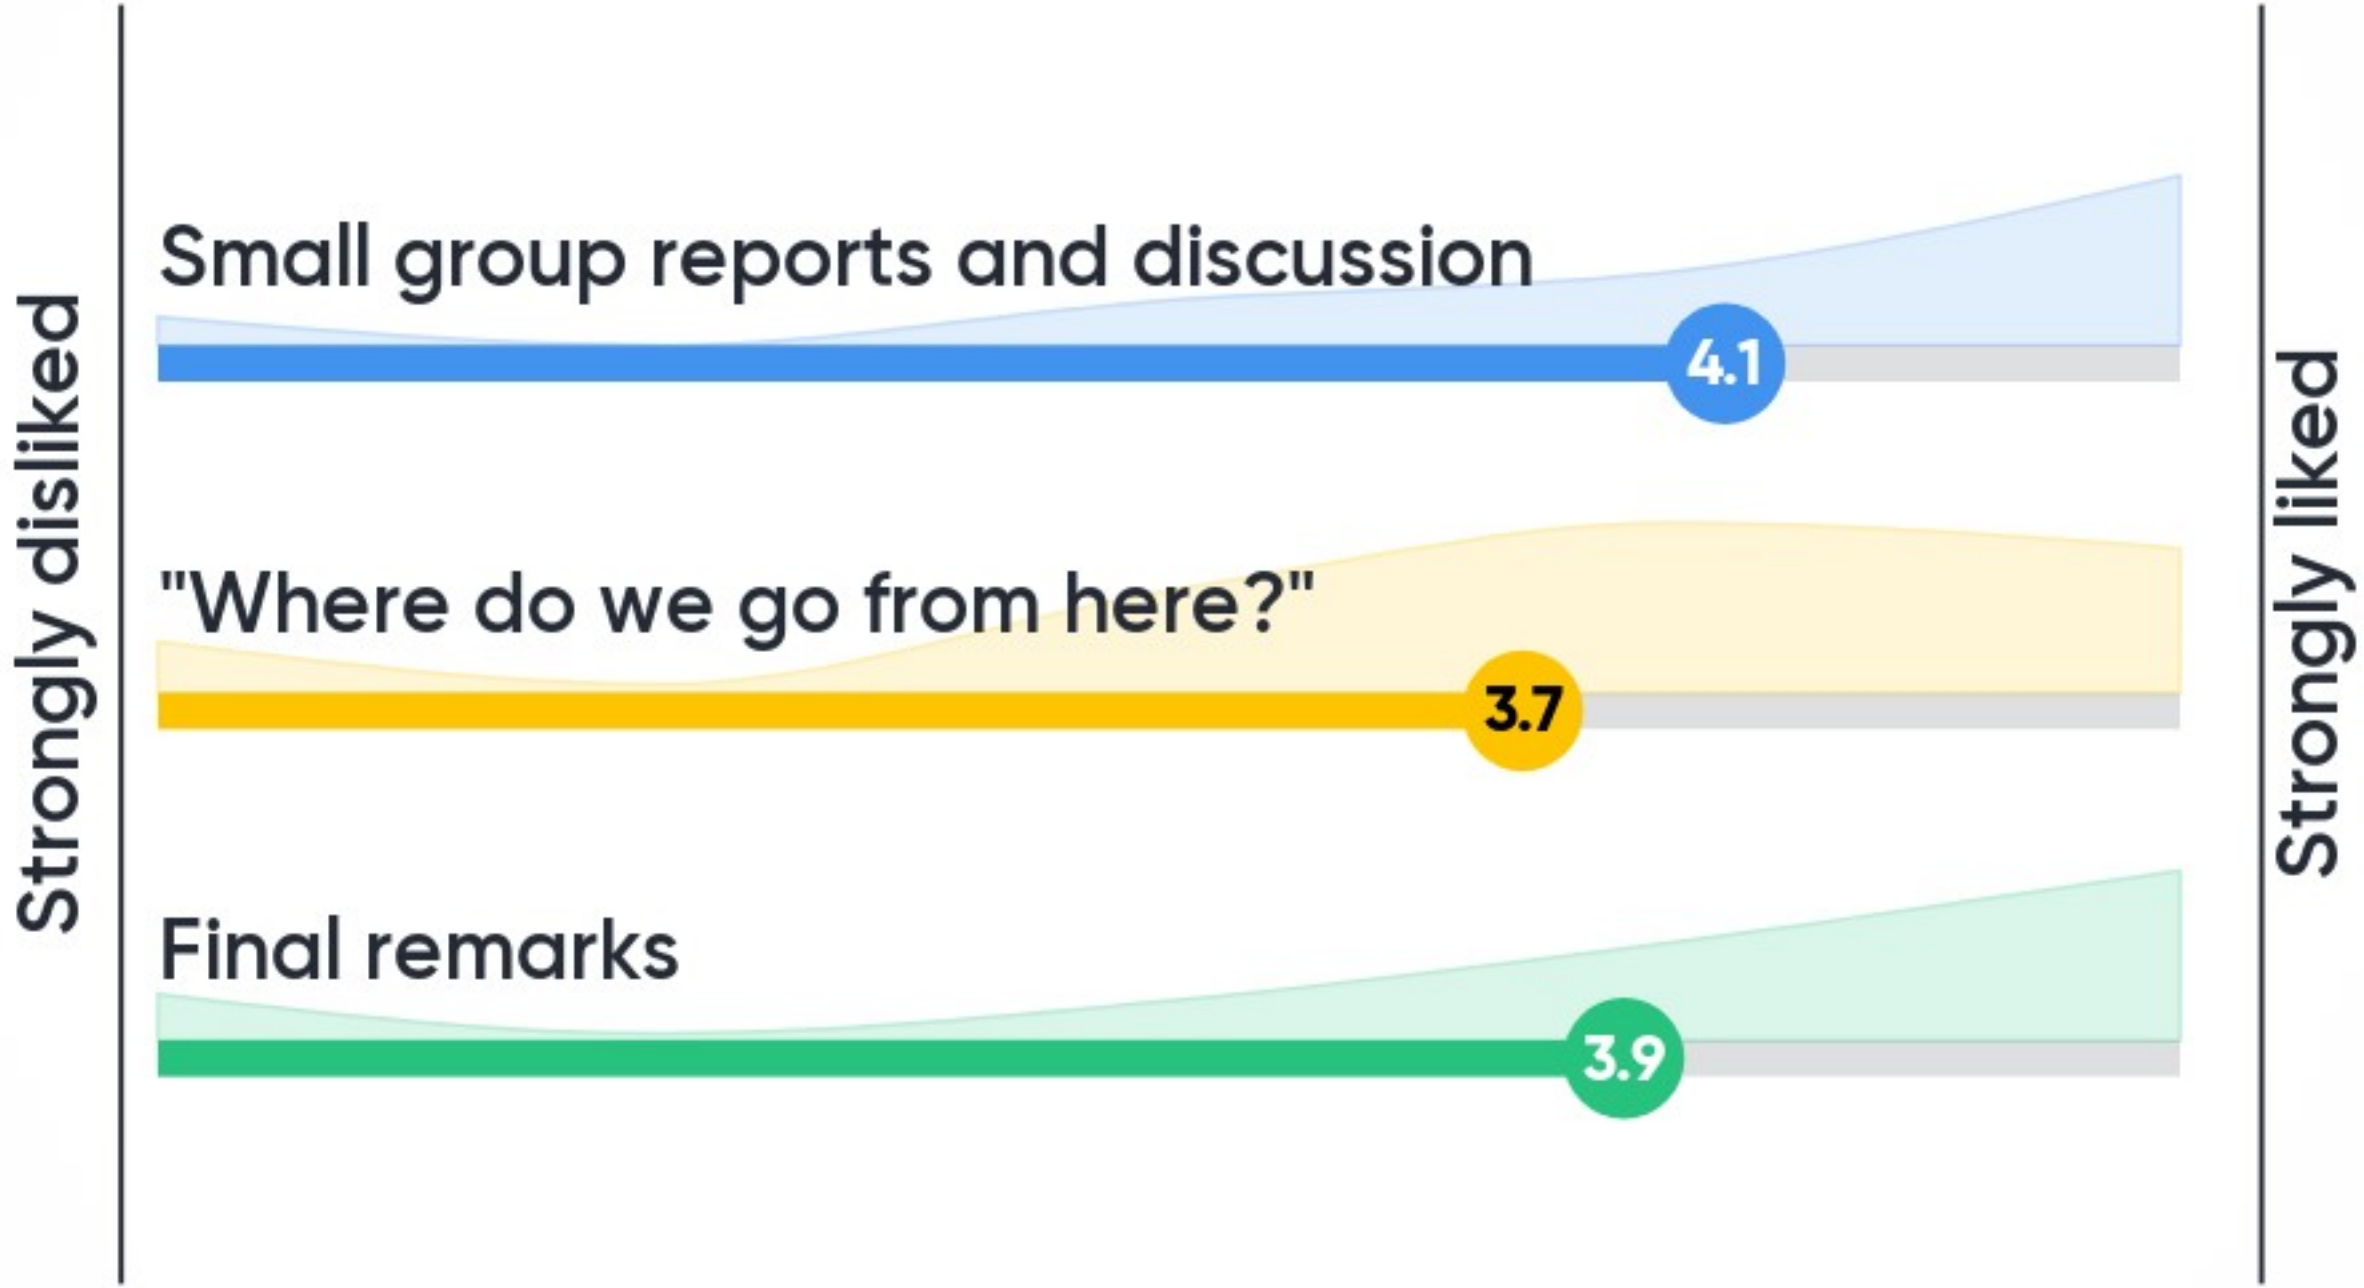 Strongly disliked
Small group reports and discussion
4.1
"Where do we go from here?"
3.7
Final remarks
3.9
Strongly liked